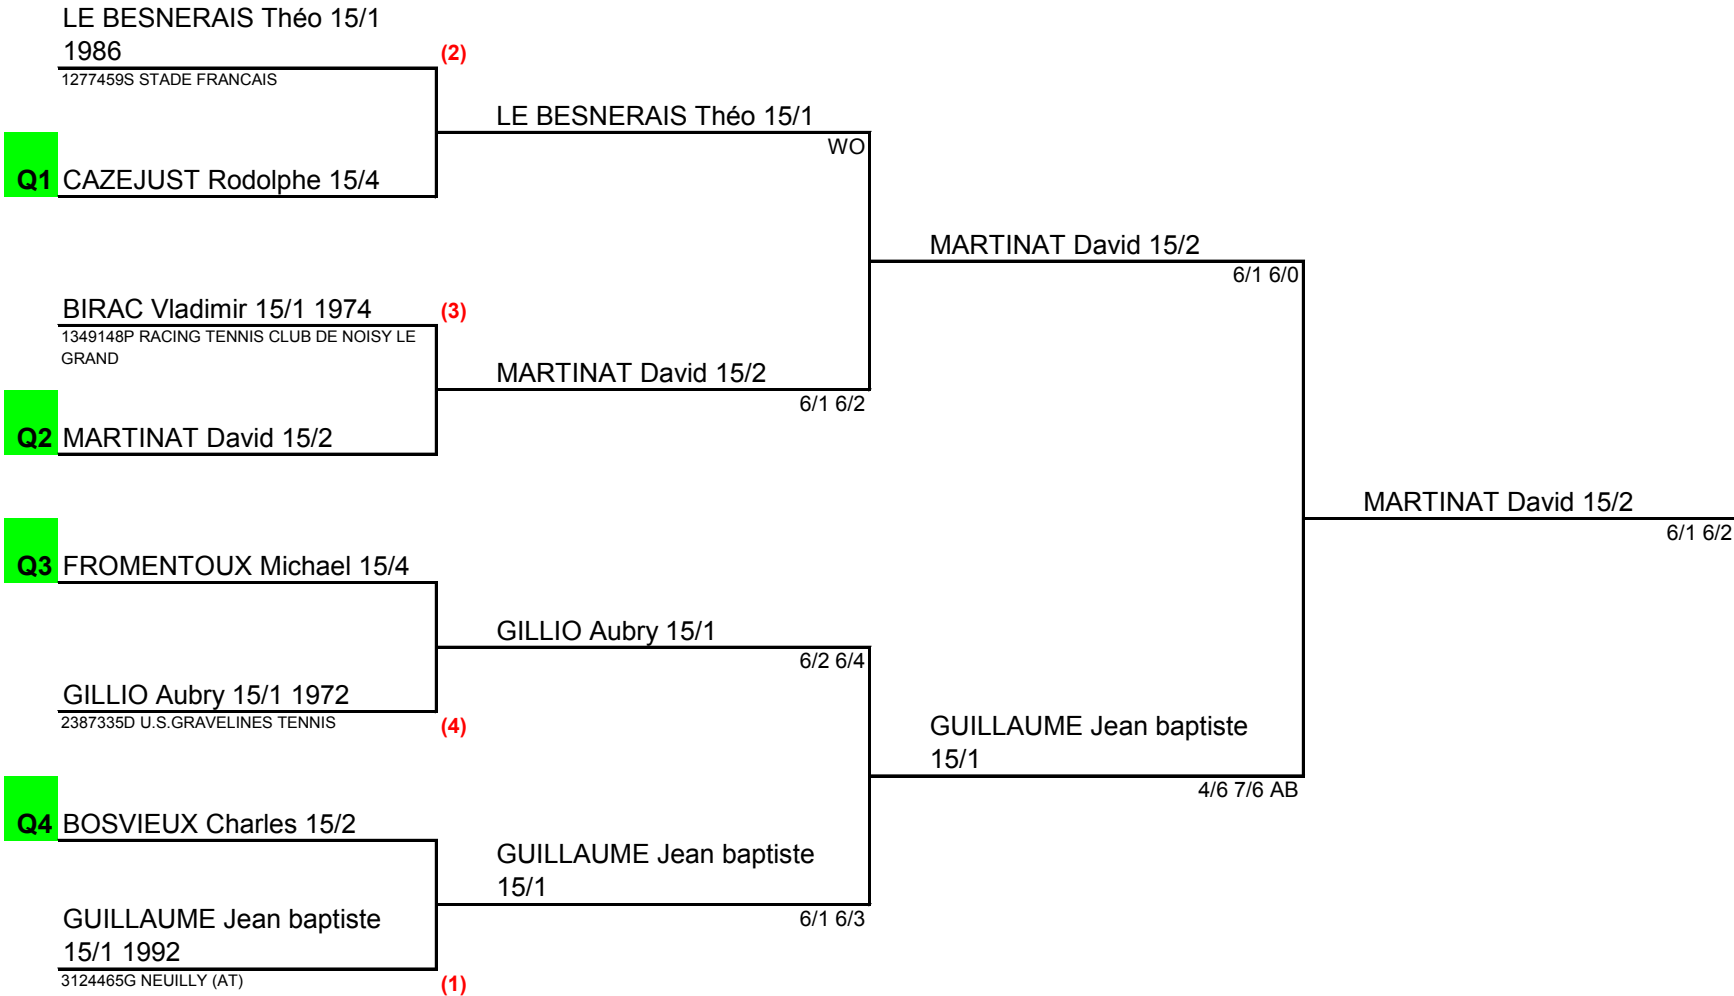 LE BESNERAIS Théo 15/1
1986
(2)
1277459S STADE FRANCAIS
LE BESNERAIS Théo 15/1
WO
Q1 CAZEJUST Rodolphe 15/4
MARTINAT David 15/2
6/1 6/0
BIRAC Vladimir 15/1 1974
(3)
1349148P RACING TENNIS CLUB DE NOISY LE
GRAND
MARTINAT David 15/2
6/1 6/2
Q2 MARTINAT David 15/2
MARTINAT David 15/2
6/1 6/2
Q3 FROMENTOUX Michael 15/4
GILLIO Aubry 15/1
6/2 6/4
GILLIO Aubry 15/1 1972
2387335D U.S.GRAVELINES TENNIS
(4)
GUILLAUME Jean baptiste
15/1
4/6 7/6 AB
Q4 BOSVIEUX Charles 15/2
GUILLAUME Jean baptiste
15/1
6/1 6/3
GUILLAUME Jean baptiste
15/1 1992
3124465G NEUILLY (AT)
(1)